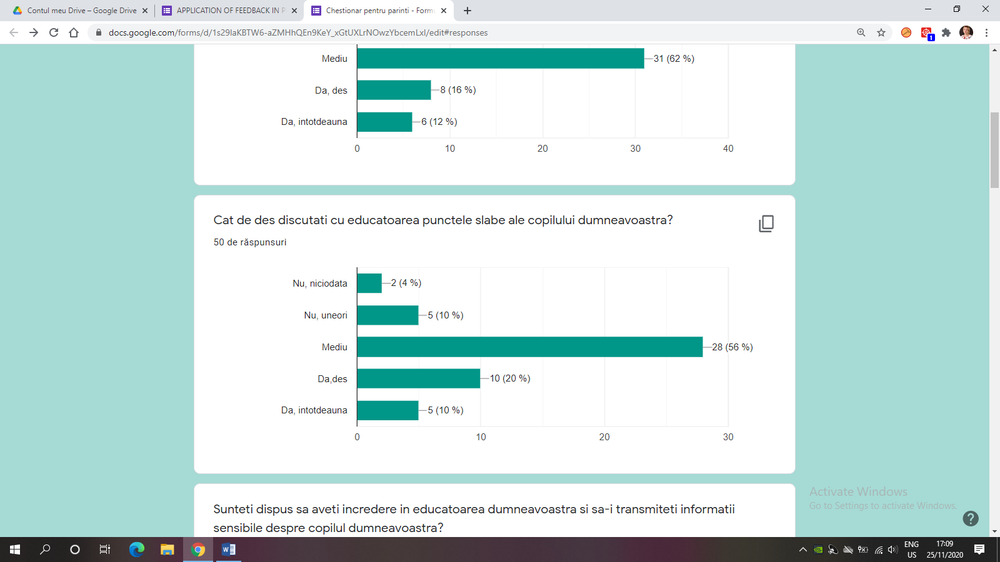 Contul meu Drive – Google Drive
APPLICATION OF FEEDBACK IN P
Chestionar pentru parinti - Form
docs.google.com/forms/d/1s29IaKBTW6-aZMHhQEn9KeY_xGtUXLrNOwzYbcemLxI/edit#responses
1
Mediu 31 (62 %)
Da, des 8 (16 %)
Da, intotdeauna 6 (12 %)
0 10 20 30 40
Cat de des discutati cu educatoarea punctele slabe ale copilului dumneavoastra?
50 de răspunsuri
Nu, niciodata 2 (4 %)
Nu, uneori 5 (10 %)
Mediu 28 (56 %)
Da,des 10 (20 %)
Da, intotdeauna 5 (10 %)
0 10 20 30
Sunteti dispus sa aveti incredere in educatoarea dumneavoastra si sa-i transmiteti informatii
sensibile despre copilul dumneavoastra?
Activate Windows
Go to Settings to activate Windows.
ENG
US
17:09
25/11/2020